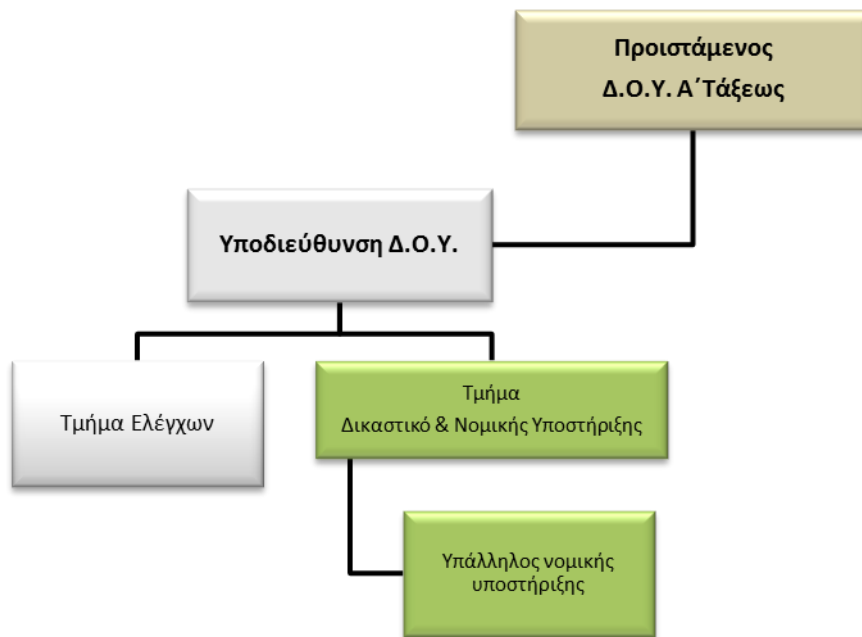 Προιστάμενος
Δ.Ο.Υ. Α΄Τάξεως
Υποδιεύθυνση Δ.Ο.Υ.
Τμήμα Ελέγχων
Τμήμα
Δικαστικό & Νομικής Υποστήριξης
Υπάλληλος νομικής
υποστήριξης